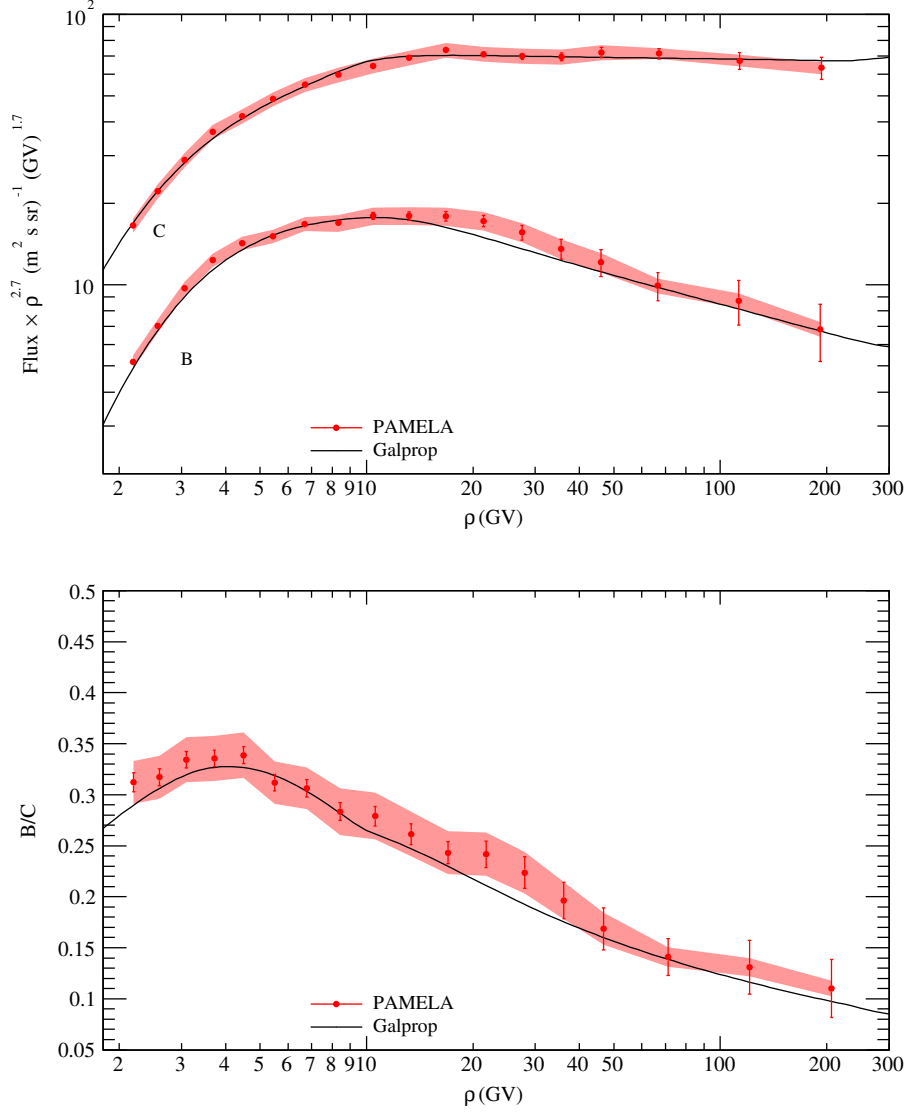 10^2
Flux × ρ^2.7 (m^2 s sr)^-1 (GV)^1.7
C
10
B
PAMELA
Galprop
2 3 4 5 6 7 8 9 10 20 30 40 50 100 200 300
ρ (GV)
0.5
0.45
0.4
0.35
0.3
B/C
0.25
0.2
0.15
0.1
0.05
PAMELA
Galprop
2 3 4 5 6 7 8 9 10 20 30 40 50 100 200 300
ρ (GV)